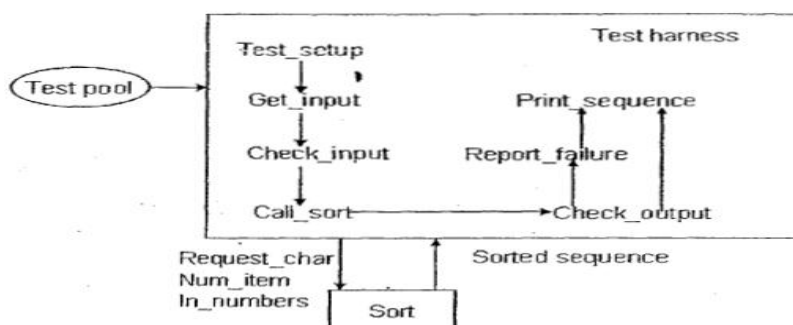 Test harness
Test_setup
Test pool
Get_input
Print_sequence
Check_input
Report_failure
Call_sort
Check_output
Request_char
Sorted sequence
Num_item
In_numbers
Sort